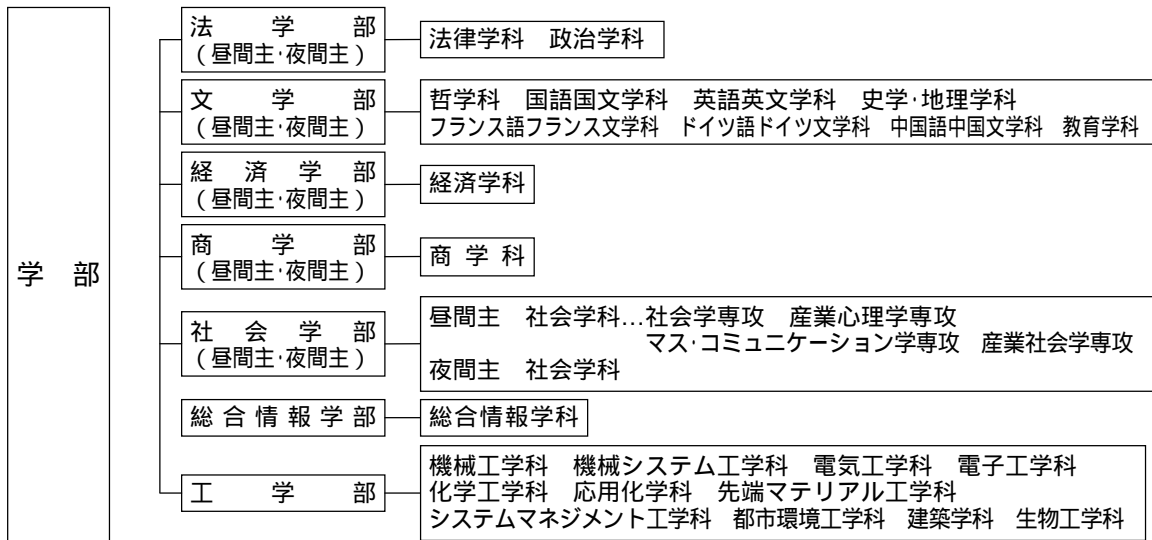 学部
法学部
(昼間主・夜間主)
法律学科 政治学科
文学部
(昼間主・夜間主)
哲学科 国語国文学科 英語英文学科 史学・地理学科
フランス語フランス文学科 ドイツ語ドイツ文学科 中国語中国文学科 教育学科
経済学部
(昼間主・夜間主)
経済学科
商学部
(昼間主・夜間主)
商学科
社会学部
(昼間主・夜間主)
昼間主 社会学科…社会学専攻 産業心理学専攻
マス・コミュニケーション学専攻 産業社会学専攻
夜間主 社会学科
総合情報学部
総合情報学科
工学部
機械工学科 機械システム工学科 電気工学科 電子工学科
化学工学科 応用化学科 先端マテリアル工学科
システムマネジメント工学科 都市環境工学科 建築学科 生物工学科